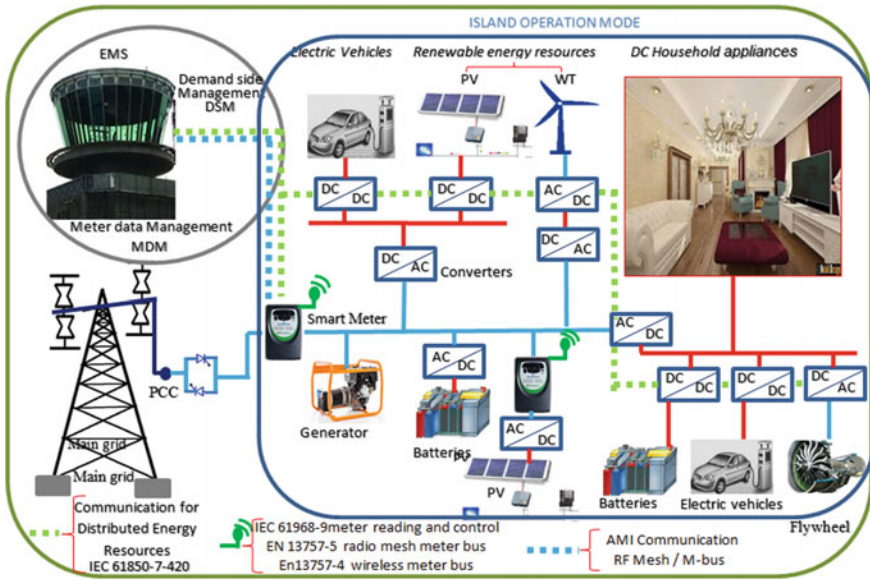 ISLAND OPERATION MODE
EMS
Demand side
Management
DSM
Electric Vehicles
Renewable energy resources
DC Household appliances
PV
WT
Meter data Management
MDM
DC
DC
DC
DC
AC
DC
DC
AC
DC
AC
Converters
Smart Meter
AC
DC
PCC
AC
DC
DC
DC
DC
DC
DC
AC
Generator
Batteries
AC
DC
PV
PV
Main grid
Main grid
Batteries
Electric vehicles
Flywheel
Communication for
Distributed Energy
Resources
IEC 61850-7-420
IEC 61968-9meter reading and control
EN 13757-5 radio mesh meter bus
En13757-4 wireless meter bus
AMI Communication
RF Mesh / M-bus